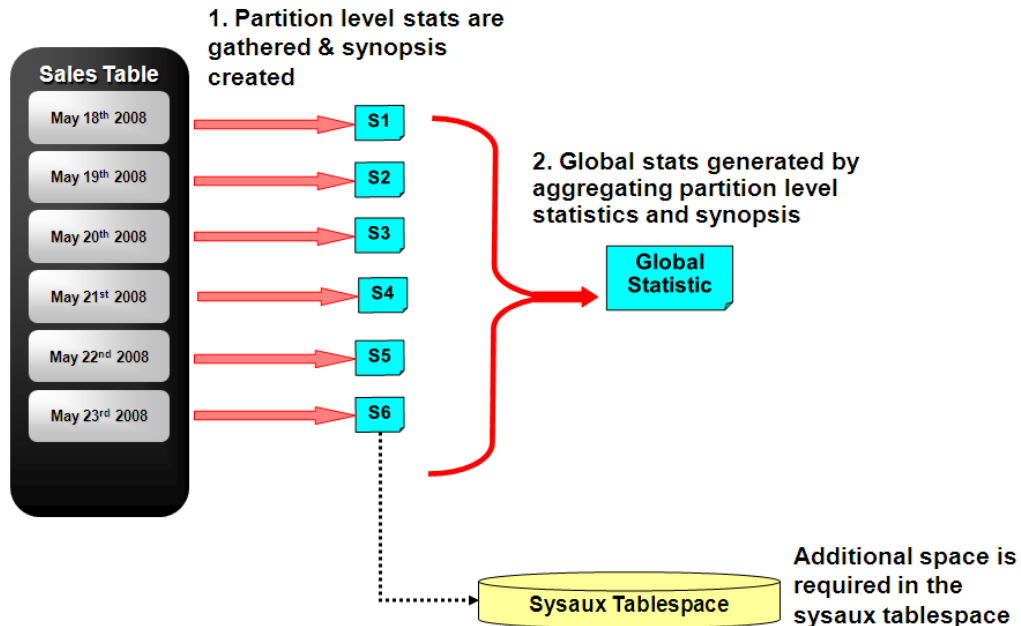 1. Partition level stats are
gathered & synopsis
created
Sales Table
May 18th 2008
May 19th 2008
May 20th 2008
May 21st 2008
May 22nd 2008
May 23rd 2008
S1
S2
S3
S4
S5
S6
2. Global stats generated by
aggregating partition level
statistics and synopsis
Global
Statistic
Sysaux Tablespace
Additional space is
required in the
sysaux tablespace